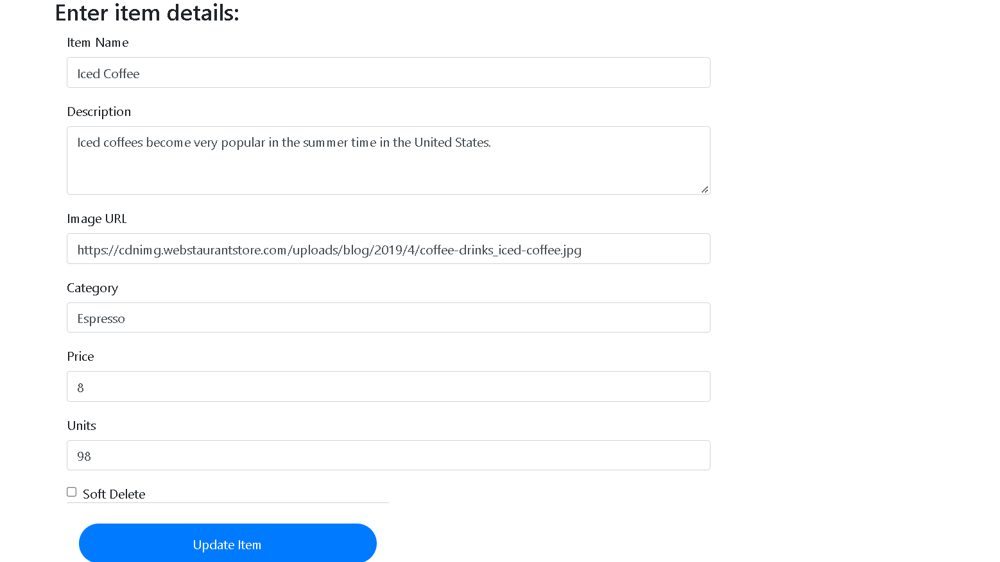 Enter item details:
Item Name
Iced Coffee
Description
Iced coffees become very popular in the summer time in the United States.
Image URL
https://cdnimg.webstaurantstore.com/uploads/blog/2019/4/coffee-drinks_iced-coffee.jpg
Category
Espresso
Price
8
Units
98
Soft Delete
Update Item